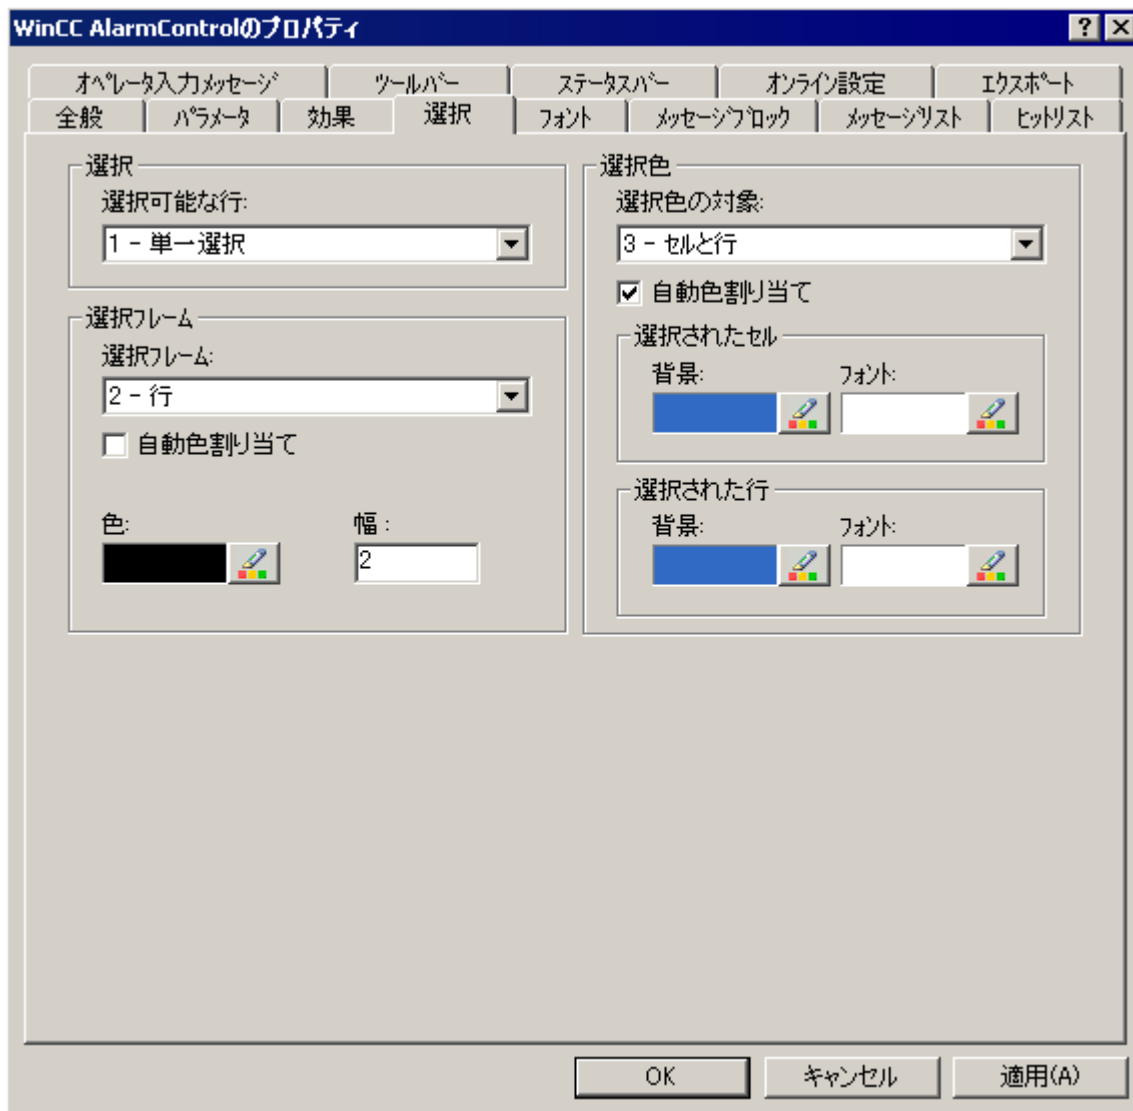 WinCC AlarmControlのプロパティ
オペレータ入力メッセージ ツールバー ステータスバー オンライン設定 エクスポート
全般 パラメータ 効果 選択 フォント メッセージブロック メッセージリスト ヒットリスト
選択
選択可能な行:
1 - 単一選択
選択フレーム
選択フレーム:
2 - 行
自動色割り当て
色: 幅:
2
選択色
選択色の対象:
3 - セルと行
自動色割り当て
選択されたセル
背景: フォント:
選択された行
背景: フォント:
OK キャンセル 適用(A)